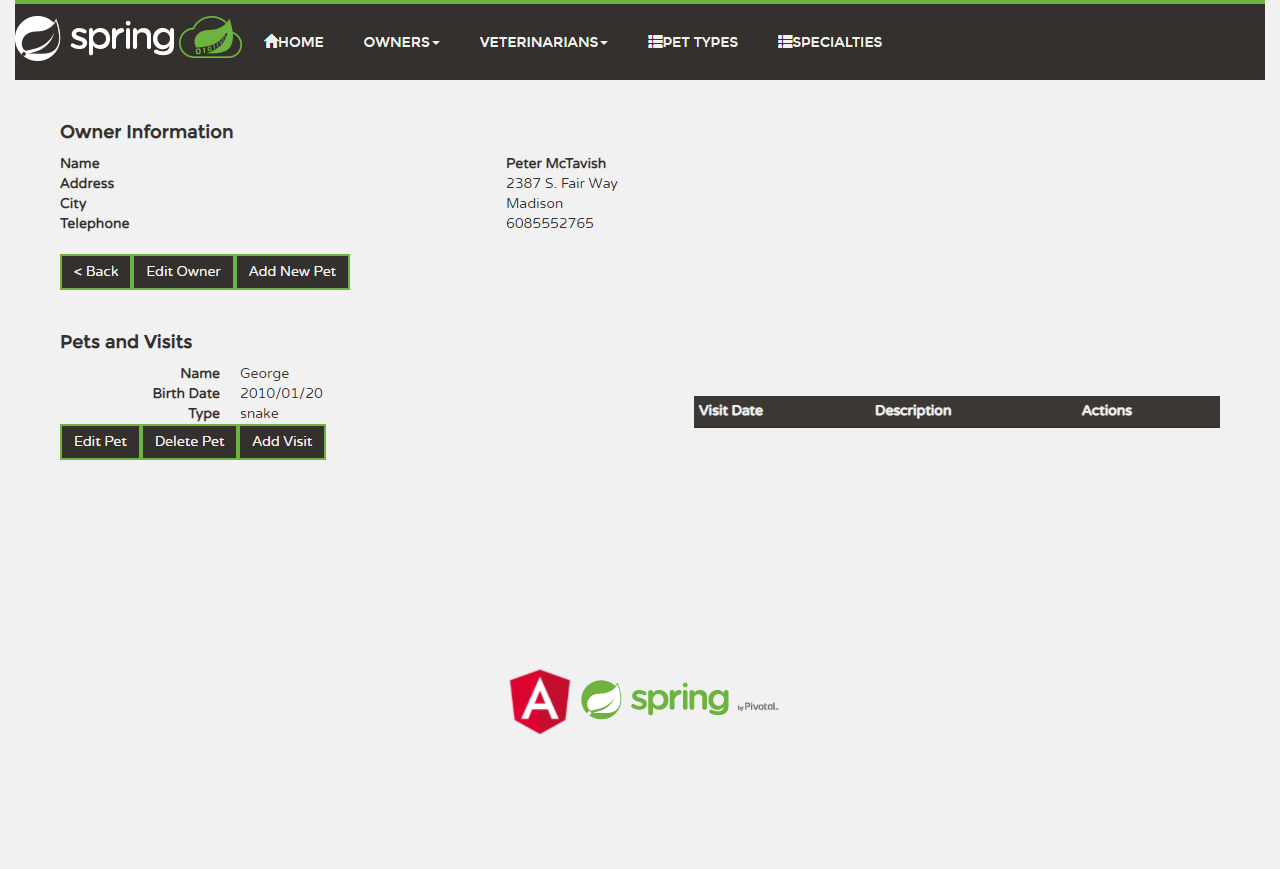 spring HOME OWNERS VETERINARIANS PET TYPES SPECIALTIES
Owner Information
Name Peter McTavish
Address 2387 S. Fair Way
City Madison
Telephone 6085552765
< Back Edit Owner Add New Pet
Pets and Visits
Name George
Birth Date 2010/01/20
Type snake
Visit Date Description Actions
Edit Pet Delete Pet Add Visit
A spring by Pivotal.